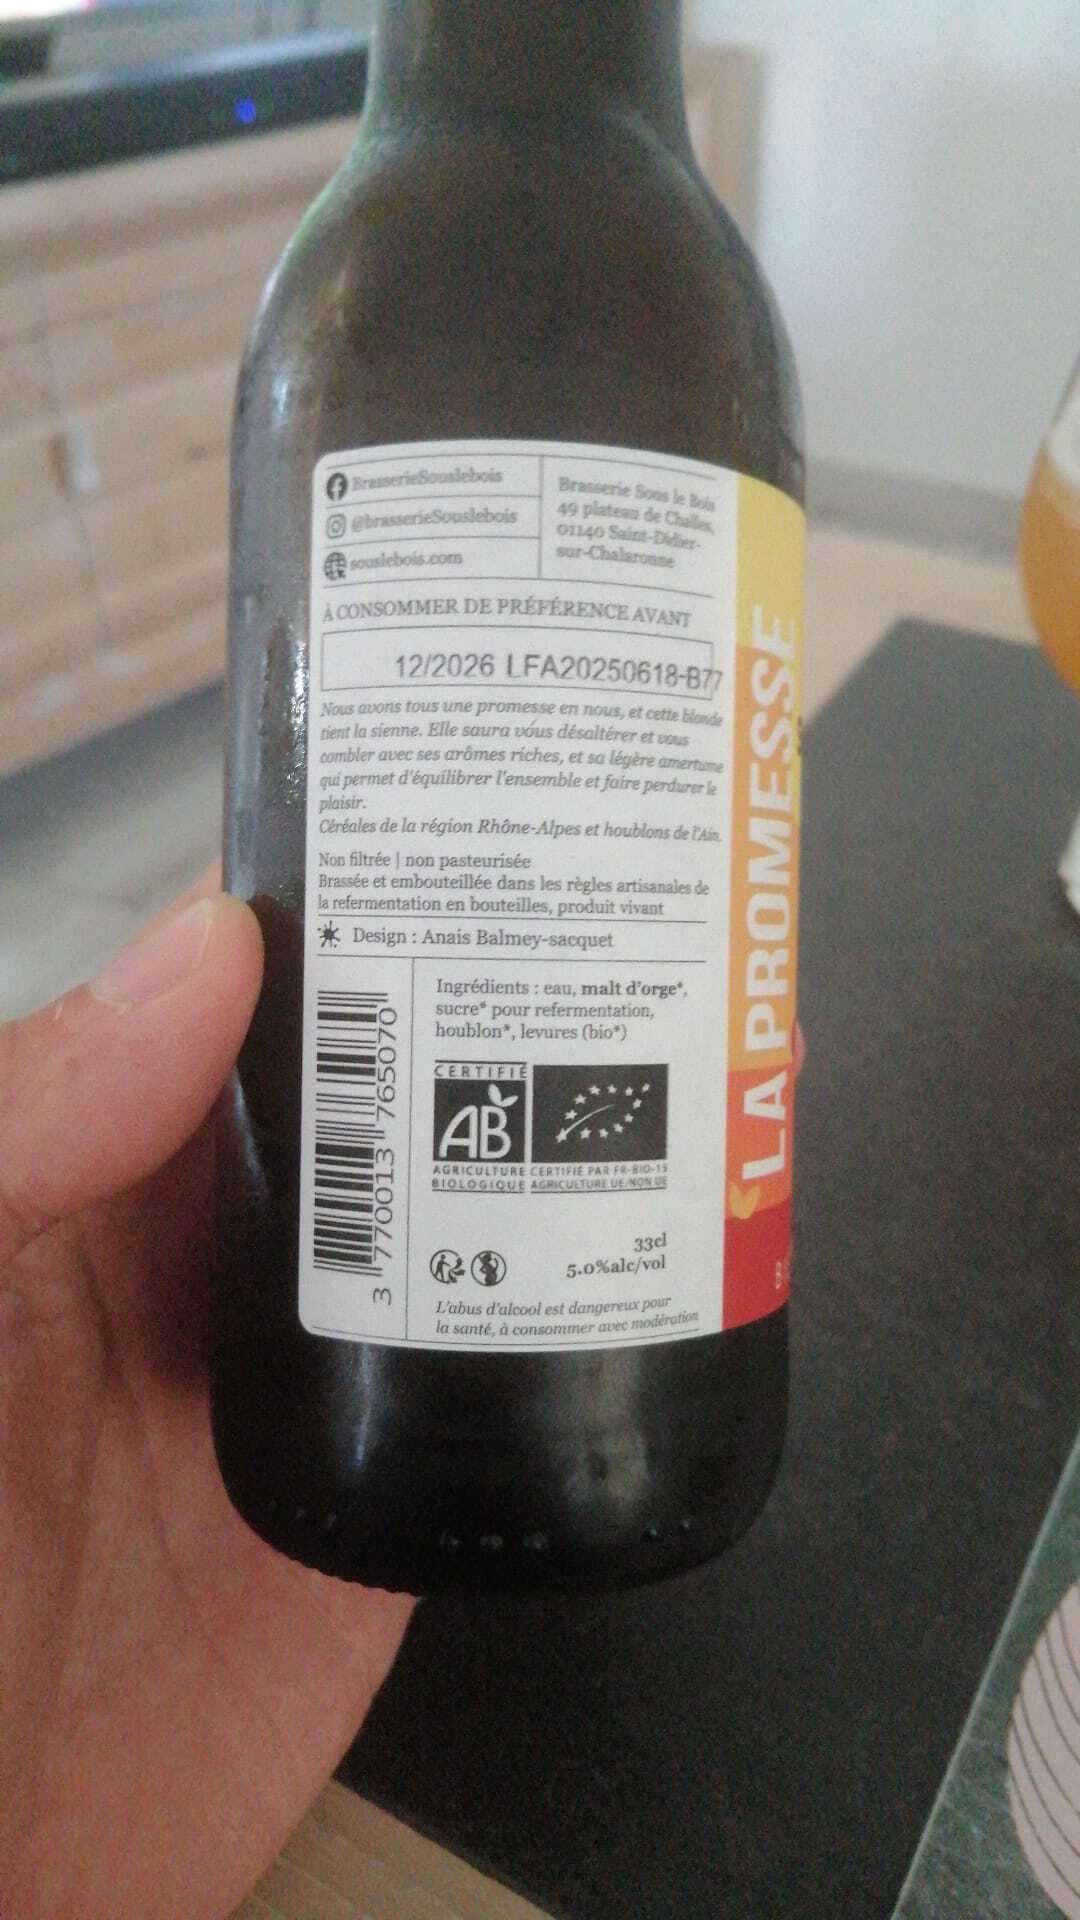 BrasserieSouslebois
@brasserieSouslebois
souslebois.com
Brasserie Sous le Bois
49 plateau de Challes,
01140 Saint-Didier-
sur-Chalaronne
À CONSOMMER DE PRÉFÉRENCE AVANT
12/2026 LFA20250618-B77
Nous avons tous une promesse en nous, et cette blonde
tient la sienne. Elle saura vous désaltérer et vous
combler avec ses arômes riches, et sa légère amertume
qui permet d'équilibrer l'ensemble et faire perdurer le
plaisir.
Céréales de la région Rhône-Alpes et houblons de l'Ain.
Non filtrée | non pasteurisée
Brassée et embouteillée dans les règles artisanales de
la refermentation en bouteilles, produit vivant
Design : Anais Balmey-sacquet
Ingrédients : eau, malt d'orge*,
sucre* pour refermentation,
houblon*, levures (bio*)
CERTIFIÉ
AB
AGRICULTURE
BIOLOGIQUE
CERTIFIÉ PAR FR-BIO-15
AGRICULTURE UE/NON UE
33cl
5.0%alc/vol
L'abus d'alcool est dangereux pour
la santé, à consommer avec modération
3 770013 765070
LA PROMESSE